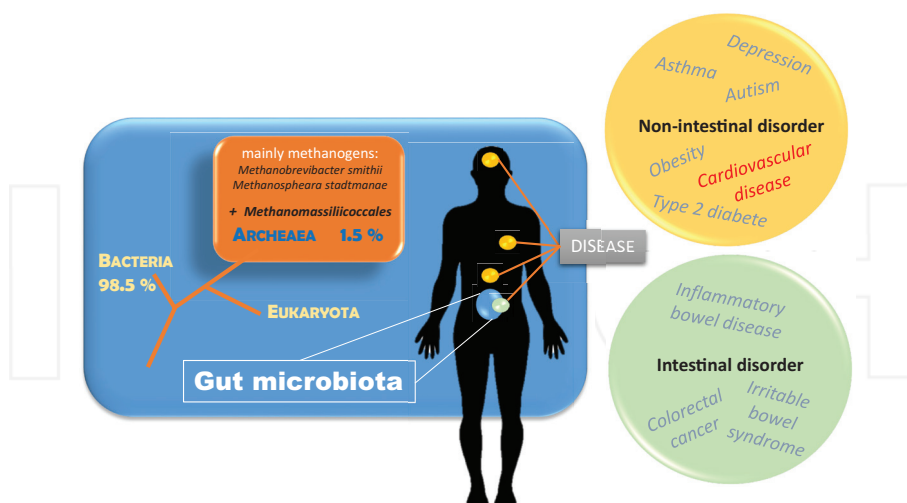 mainly methanogens:
Methanobrevibacter smithii
Methanospheara stadtmanae
+ Methanomassiliicoccales
ARCHEAEA 1.5 %
BACTERIA
98.5 %
EUKARYOTA
Gut microbiota
DISEASE
Depression
Asthma
Autism
Non-intestinal disorder
Obesity
Cardiovascular
disease
Type 2 diabete
Inflammatory
bowel disease
Intestinal disorder
Colorectal
cancer
Irritable
bowel
syndrome